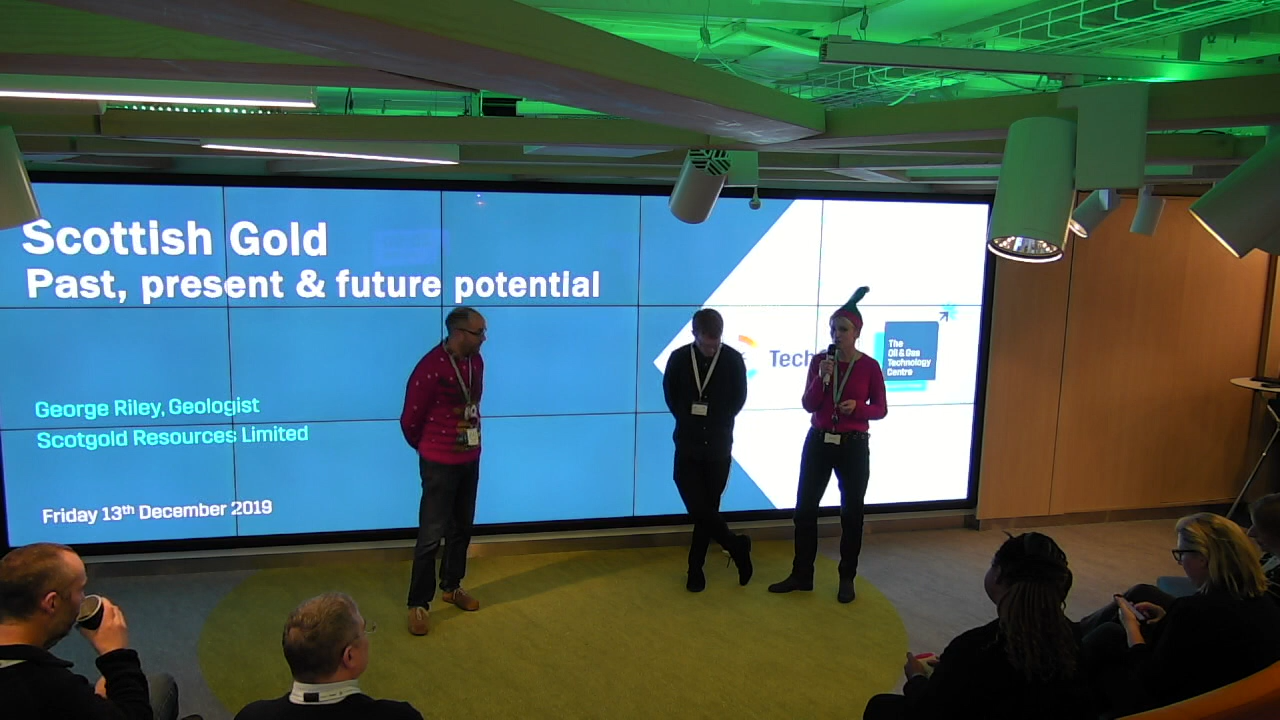 Scottish Gold
Past, present & future potential
George Riley, Geologist
Scotgold Resources Limited
Friday 13th December 2019
Tech
The
Oil & Gas
Technology
Centre